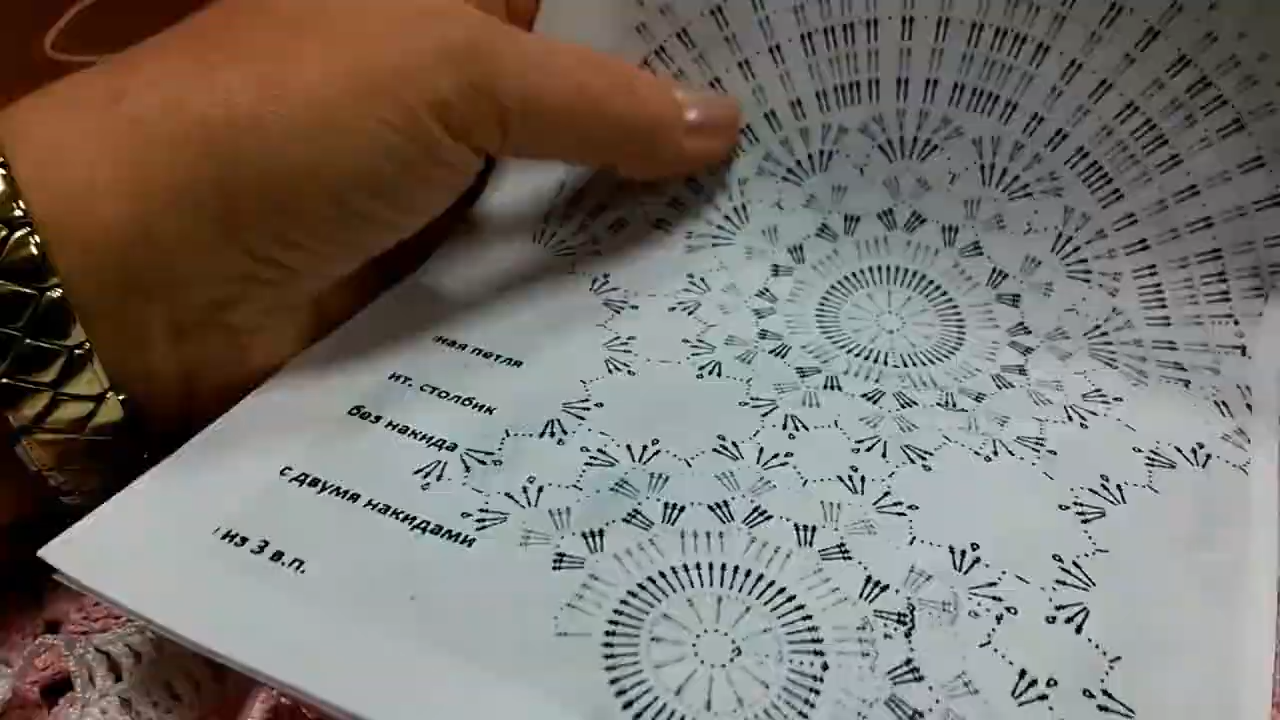 ная петля
ит. столбик
без накида
с двумя накидами
из 3 в.п.